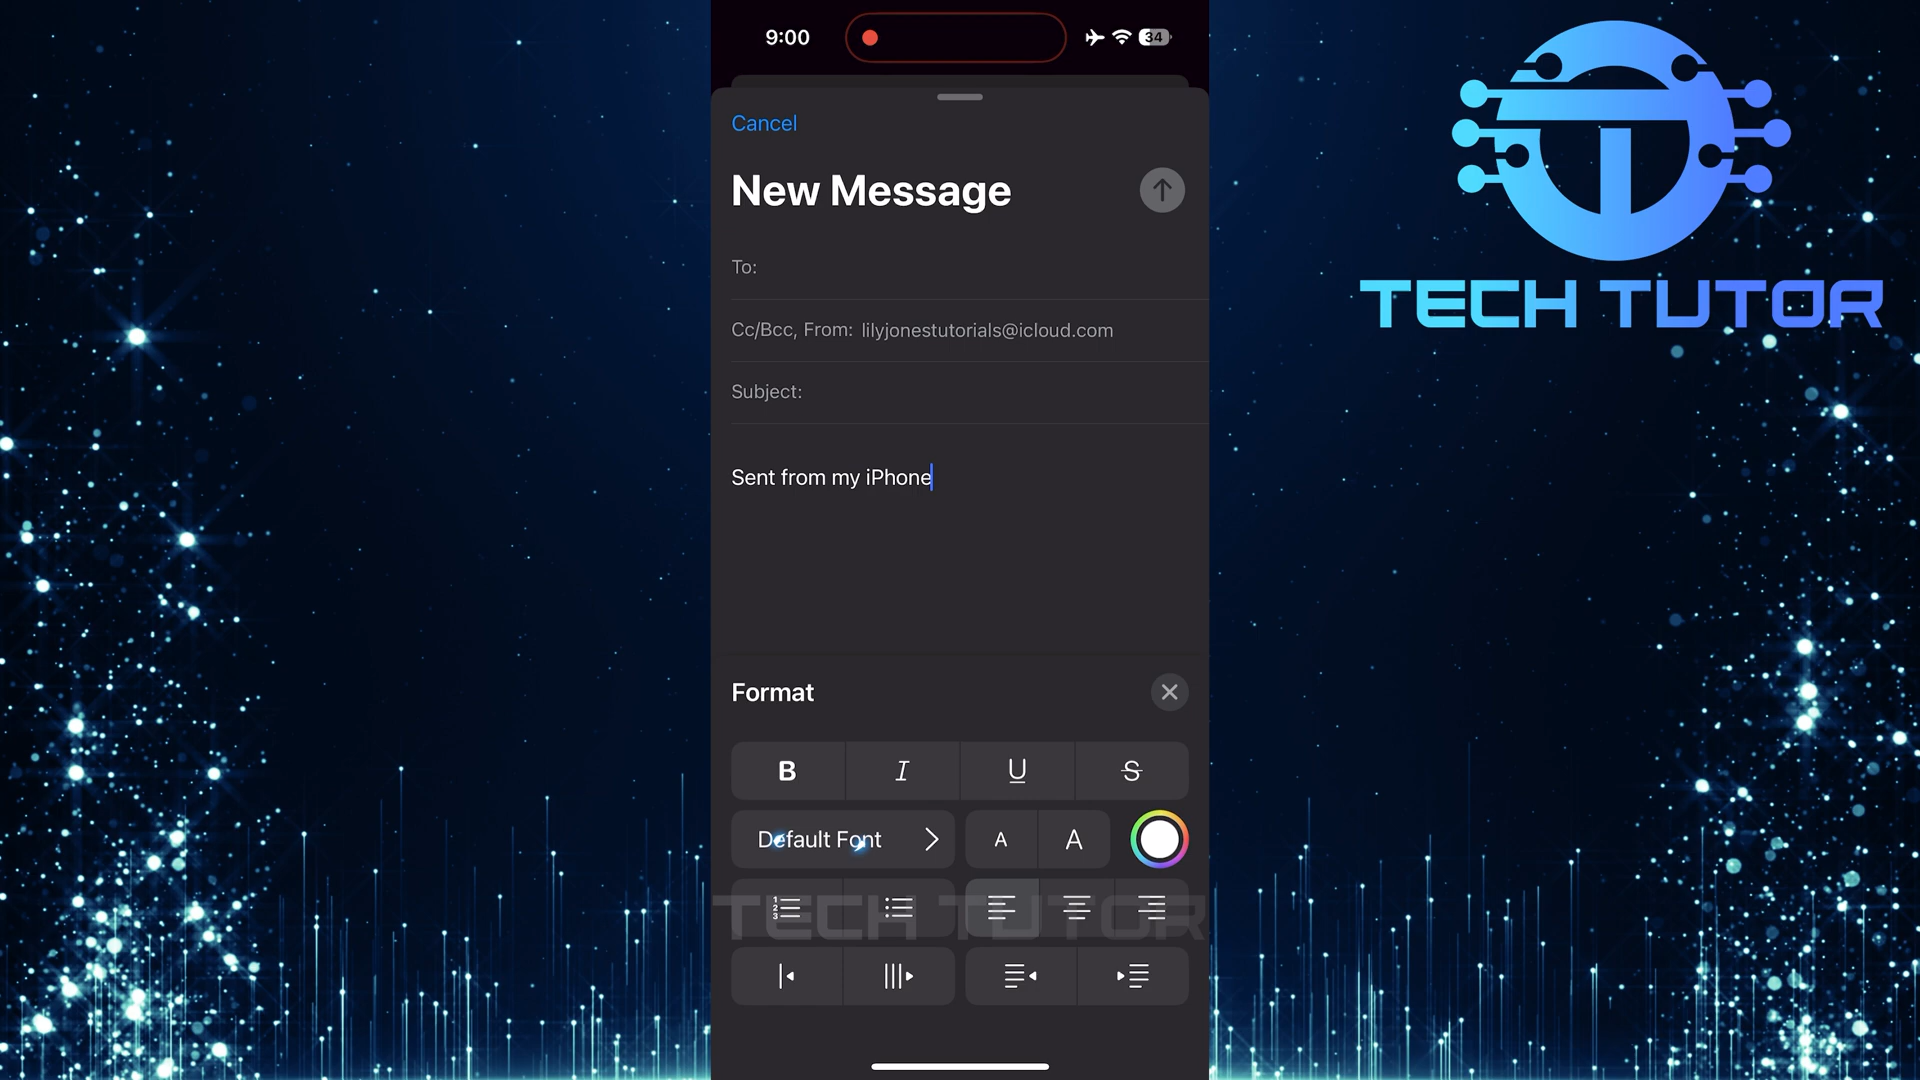 9:00
34
Cancel
New Message
To:
Cc/Bcc, From: lilyjonestutorials@icloud.com
Subject:
Sent from my iPhone
Format
B I U S
Default Font A A
TECH TUTOR
TECH TUTOR